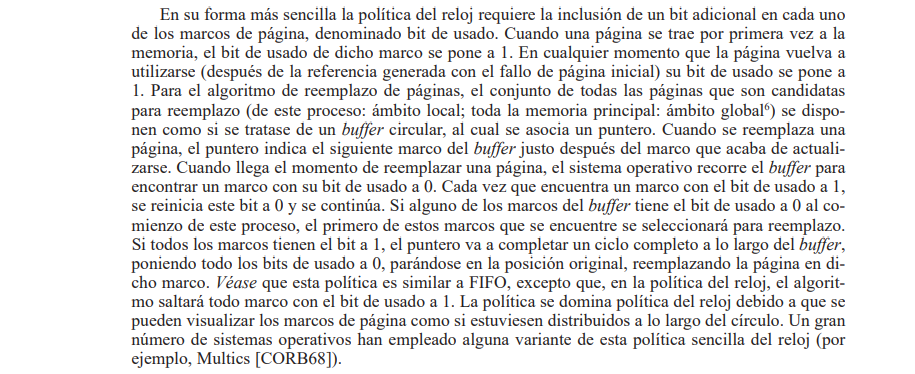 En su forma más sencilla la política del reloj requiere la inclusión de un bit adicional en cada uno
de los marcos de página, denominado bit de usado. Cuando una página se trae por primera vez a la
memoria, el bit de usado de dicho marco se pone a 1. En cualquier momento que la página vuelva a
utilizarse (después de la referencia generada con el fallo de página inicial) su bit de usado se pone a
1. Para el algoritmo de reemplazo de páginas, el conjunto de todas las páginas que son candidatas
para reemplazo (de este proceso: ámbito local; toda la memoria principal: ámbito global⁶) se dispo-
nen como si se tratase de un buffer circular, al cual se asocia un puntero. Cuando se reemplaza una
página, el puntero indica el siguiente marco del buffer justo después del marco que acaba de actuali-
zarse. Cuando llega el momento de reemplazar una página, el sistema operativo recorre el buffer para
encontrar un marco con su bit de usado a 0. Cada vez que encuentra un marco con el bit de usado a 1,
se reinicia este bit a 0 y se continúa. Si alguno de los marcos del buffer tiene el bit de usado a 0 al co-
mienzo de este proceso, el primero de estos marcos que se encuentre se seleccionará para reemplazo.
Si todos los marcos tienen el bit a 1, el puntero va a completar un ciclo completo a lo largo del buffer,
poniendo todo los bits de usado a 0, parándose en la posición original, reemplazando la página en di-
cho marco. Véase que esta política es similar a FIFO, excepto que, en la política del reloj, el algorit-
mo saltará todo marco con el bit de usado a 1. La política se domina política del reloj debido a que se
pueden visualizar los marcos de página como si estuviesen distribuidos a lo largo del círculo. Un gran
número de sistemas operativos han empleado alguna variante de esta política sencilla del reloj (por
ejemplo, Multics [CORB68]).